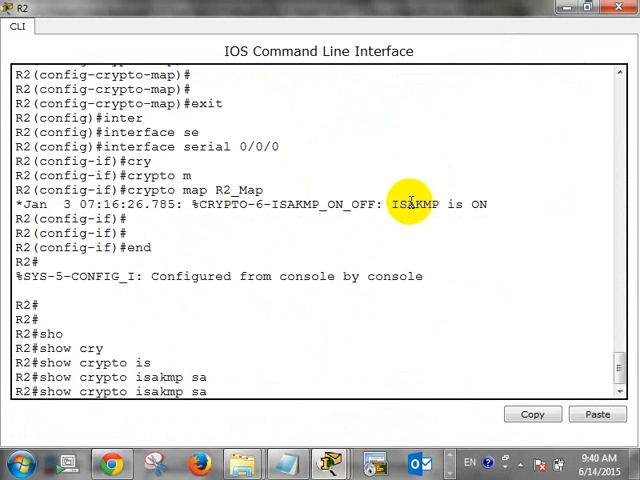 R2
CLI
IOS Command Line Interface
R2(config-crypto-map)#
R2(config-crypto-map)#
R2(config-crypto-map)#exit
R2(config)#inter
R2(config)#interface se
R2(config)#interface serial 0/0/0
R2(config-if)#cry
R2(config-if)#crypto m
R2(config-if)#crypto map R2_Map
*Jan  3 07:16:26.785: %CRYPTO-6-ISAKMP_ON_OFF: ISAKMP is ON
R2(config-if)#
R2(config-if)#
R2(config-if)#end
R2#
%SYS-5-CONFIG_I: Configured from console by console
R2#
R2#
R2#sho
R2#show cry
R2#show crypto is
R2#show crypto isakmp sa
R2#show crypto isakmp sa
Copy
Paste
EN
9:40 AM
6/14/2015